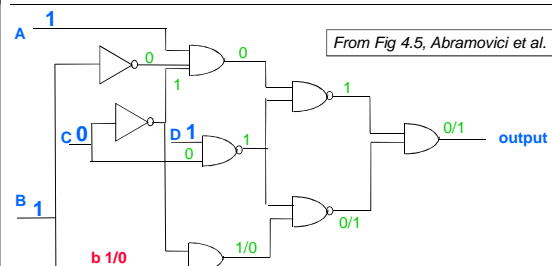 A 1
From Fig 4.5, Abramovici et al.
0
0
1
1
C 0
D 1
1
0
0/1
output
B 1
0/1
1/0
b 1/0